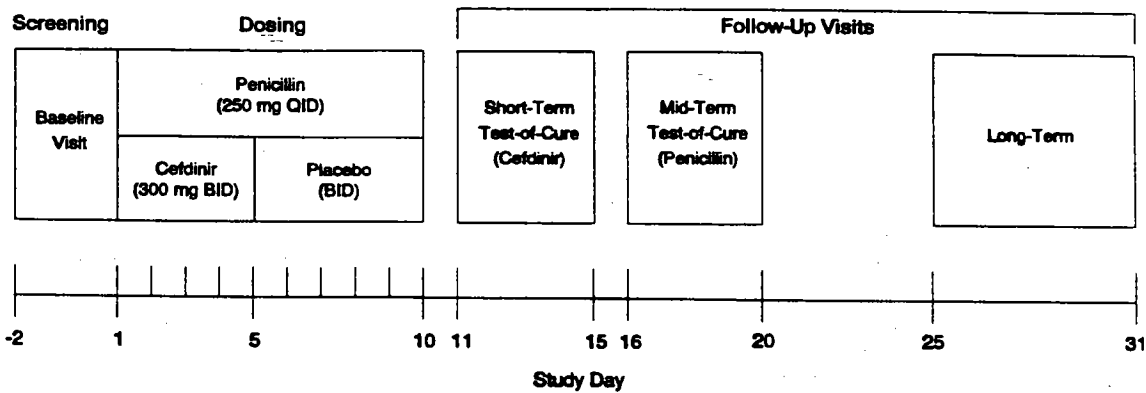 Screening
Dosing
Follow-Up Visits
Baseline
Visit
Penicillin
(250 mg QID)
Cefdinir
(300 mg BID)
Placebo
(BID)
Short-Term
Test-of-Cure
(Cefdinir)
Mid-Term
Test-of-Cure
(Penicillin)
Long-Term
-2 1 5 10 11 15 16 20 25 31
Study Day